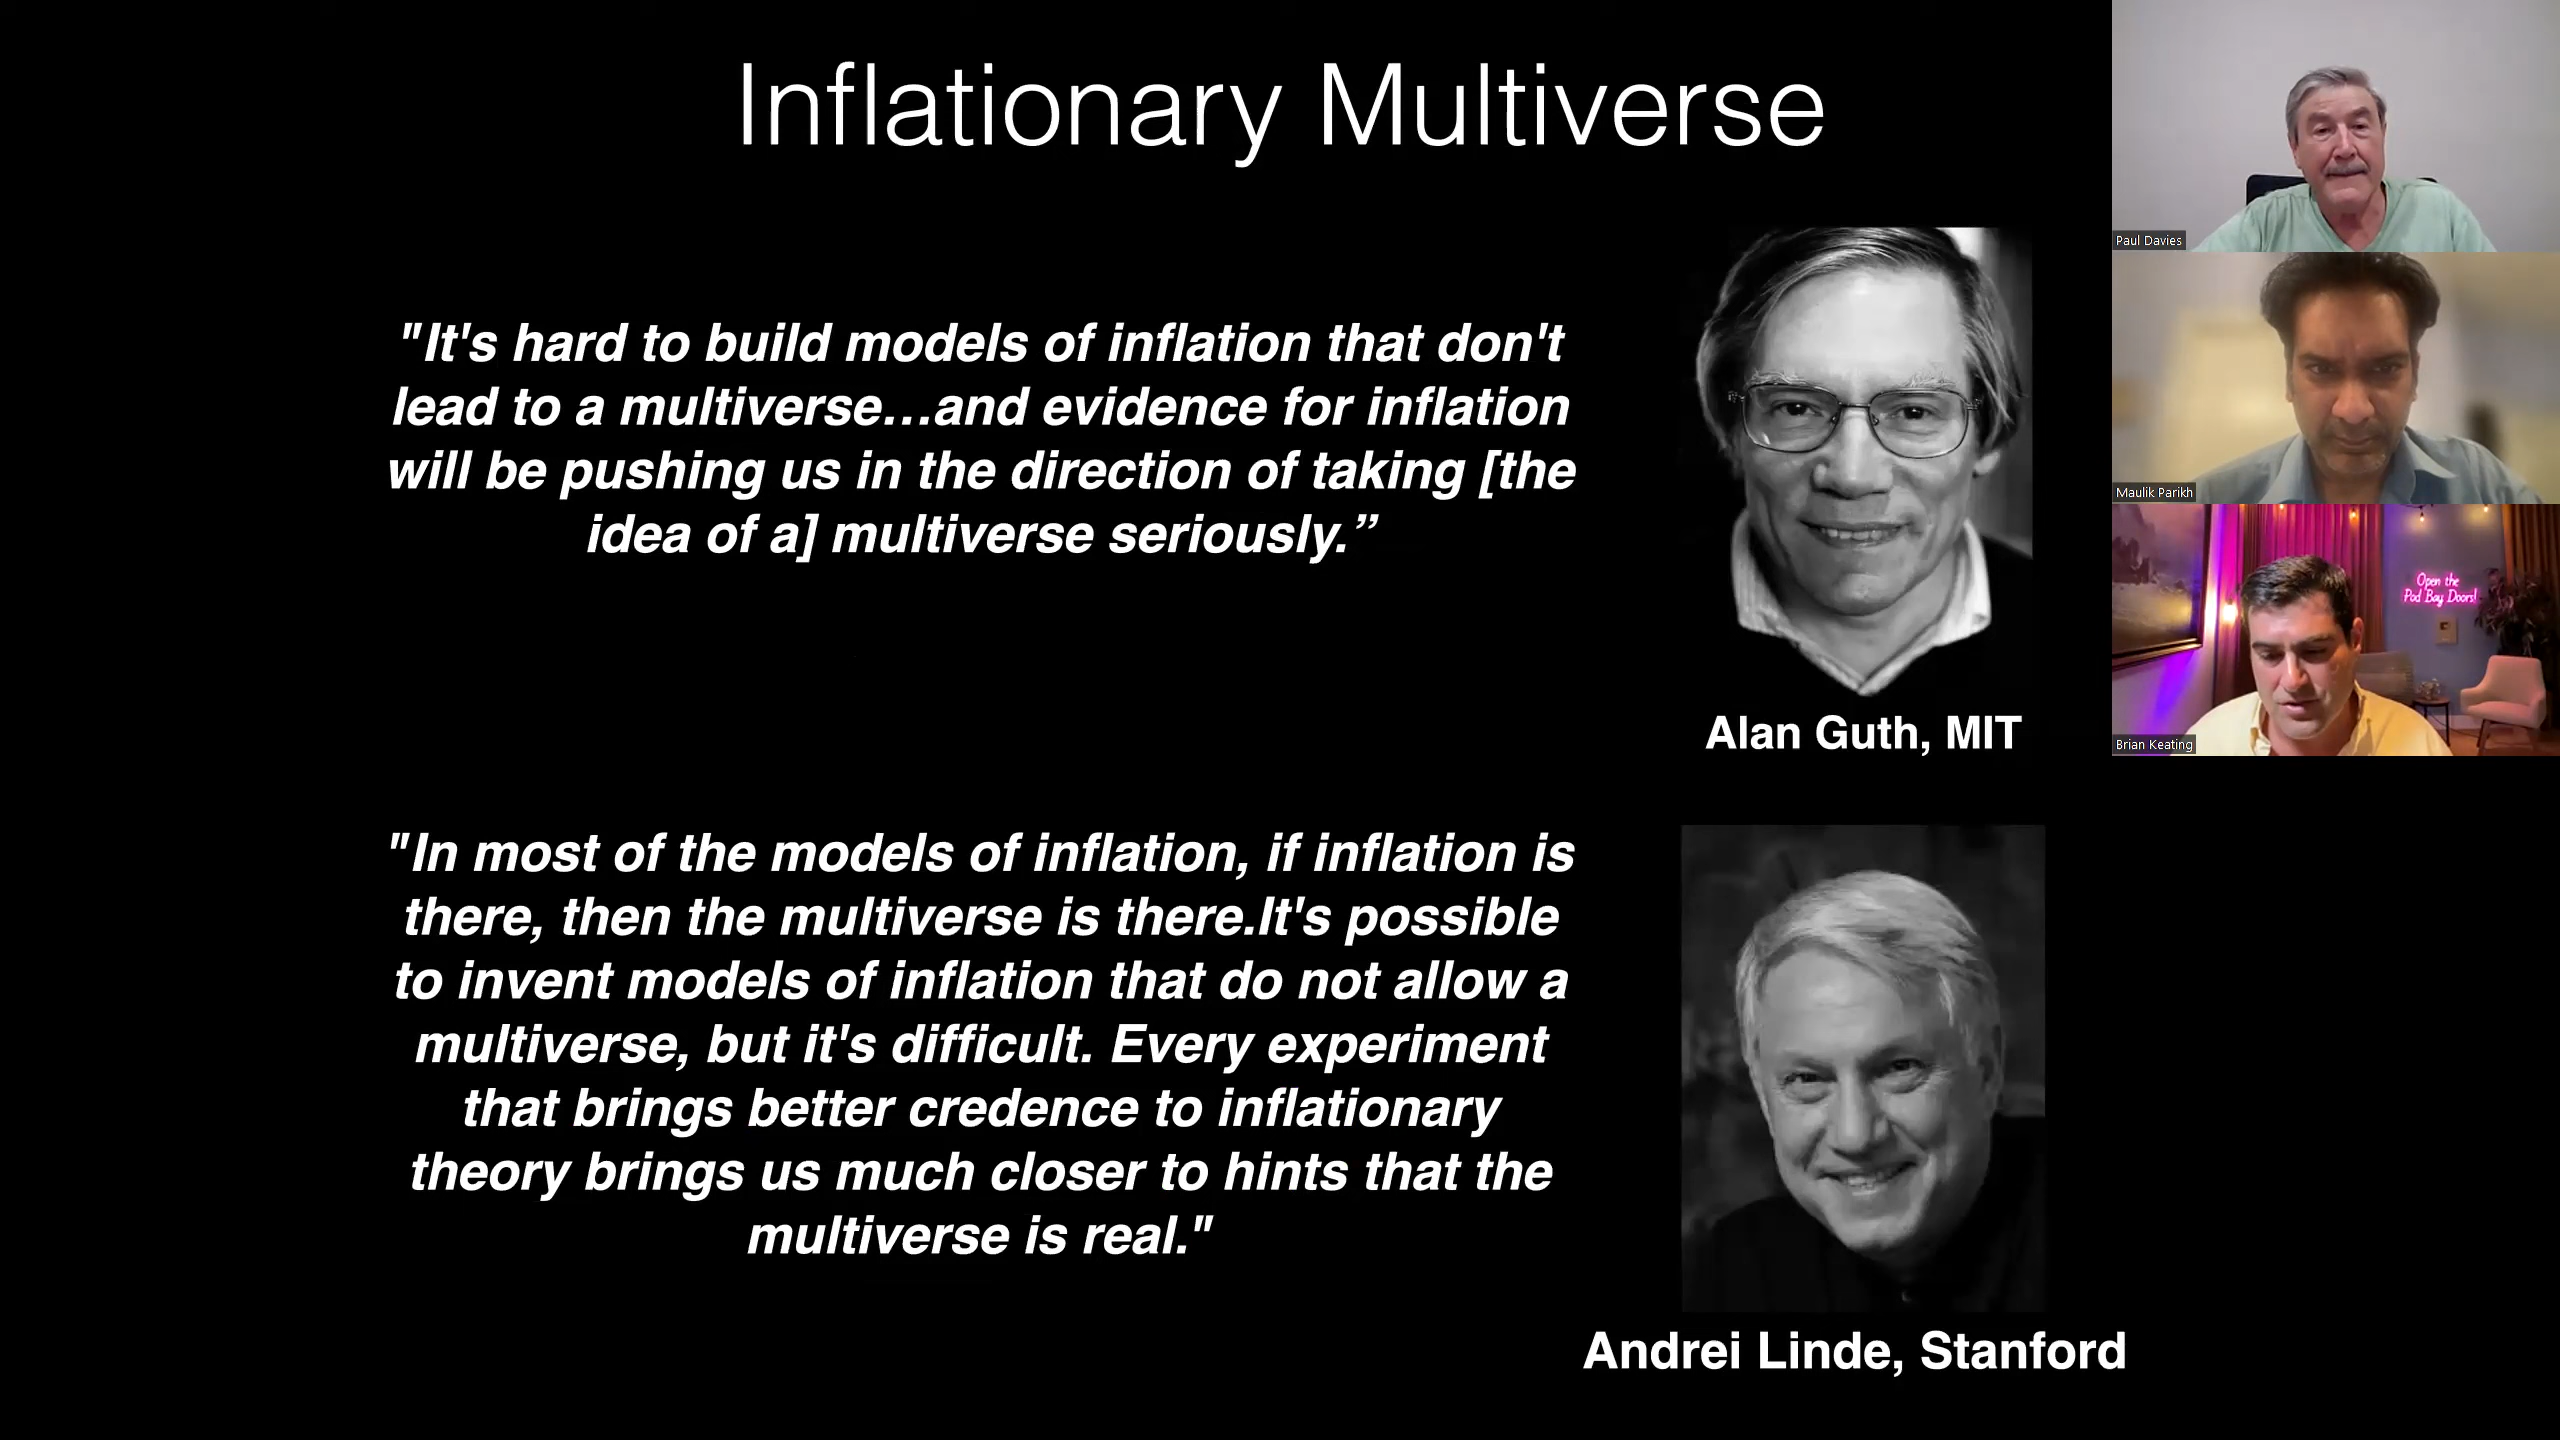 Inflationary Multiverse
"It's hard to build models of inflation that don't
lead to a multiverse…and evidence for inflation
will be pushing us in the direction of taking [the
idea of a] multiverse seriously.”
Alan Guth, MIT
"In most of the models of inflation, if inflation is
there, then the multiverse is there.It's possible
to invent models of inflation that do not allow a
multiverse, but it's difficult. Every experiment
that brings better credence to inflationary
theory brings us much closer to hints that the
multiverse is real."
Andrei Linde, Stanford
Paul Davies
Maulik Parikh
Open the
Pod Bay Doors!
Brian Keating